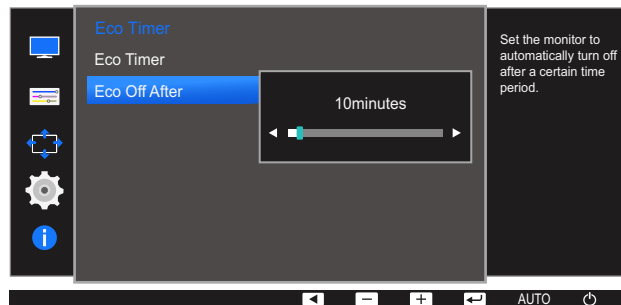 Eco Timer
Eco Timer
Eco Off After
10minutes
Set the monitor to
automatically turn off
after a certain time
period.
AUTO